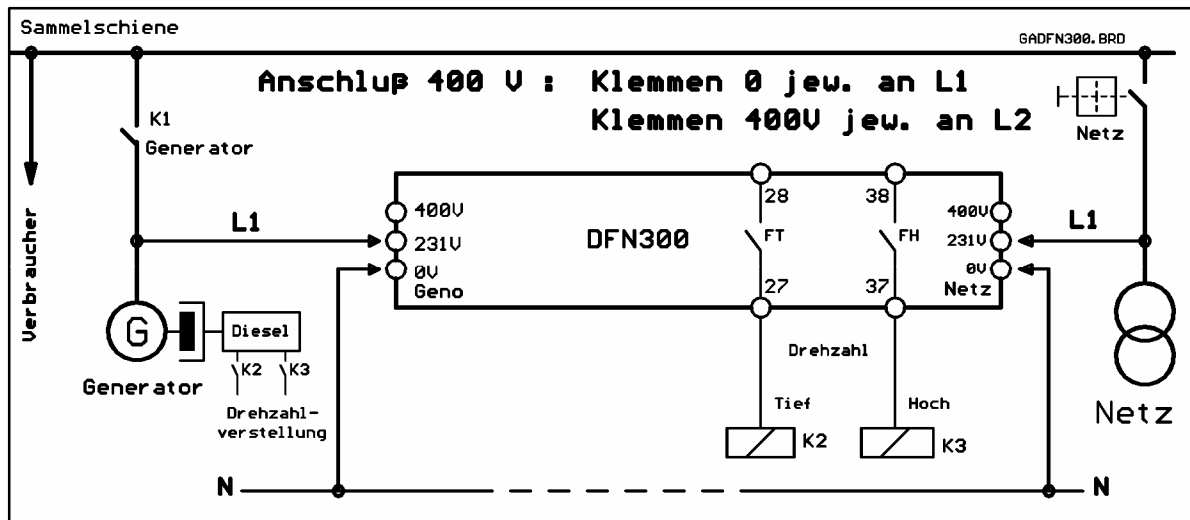 Sammelschiene
GADFN300.BRD
Anschluß 400 V : Klemmen 0 jew. an L1
Klemmen 400V jew. an L2
K1
Generator
Netz
Verbraucher
L1
400V
231V
0V
Geno
DFN300
28
FT
27
38
FH
37
400V
231V
0V
Netz
L1
G
Generator
Diesel
K2
K3
Drehzahl-
verstellung
Drehzahl
Tief
Hoch
K2
K3
Netz
N
N